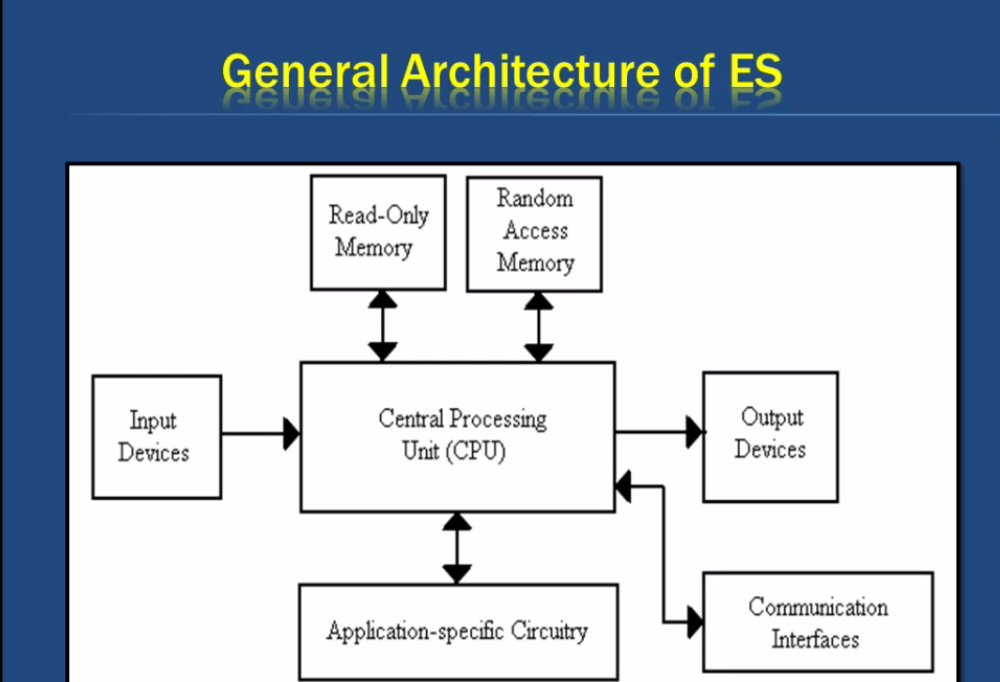 General Architecture of ES
Read-Only
Memory
Random
Access
Memory
Input
Devices
Central Processing
Unit (CPU)
Output
Devices
Application-specific Circuitry
Communication
Interfaces